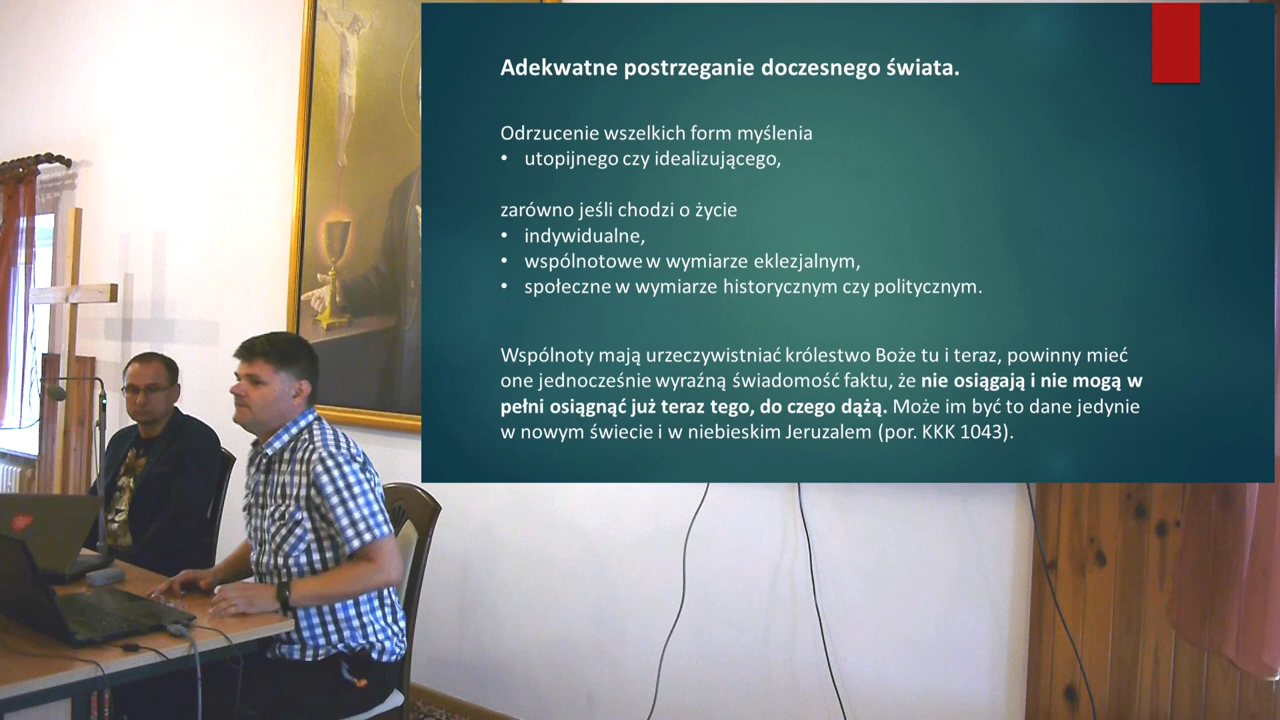 Adekwatne postrzeganie doczesnego świata.
Odrzucenie wszelkich form myślenia
• utopijnego czy idealizującego,
zarówno jeśli chodzi o życie
• indywidualne,
• wspólnotowe w wymiarze eklezjalnym,
• społeczne w wymiarze historycznym czy politycznym.
Wspólnoty mają urzeczywistniać królestwo Boże tu i teraz, powinny mieć
one jednocześnie wyraźną świadomość faktu, że nie osiągają i nie mogą w
pełni osiągnąć już teraz tego, do czego dążą. Może im być to dane jedynie
w nowym świecie i w niebieskim Jeruzalem (por. KKK 1043).